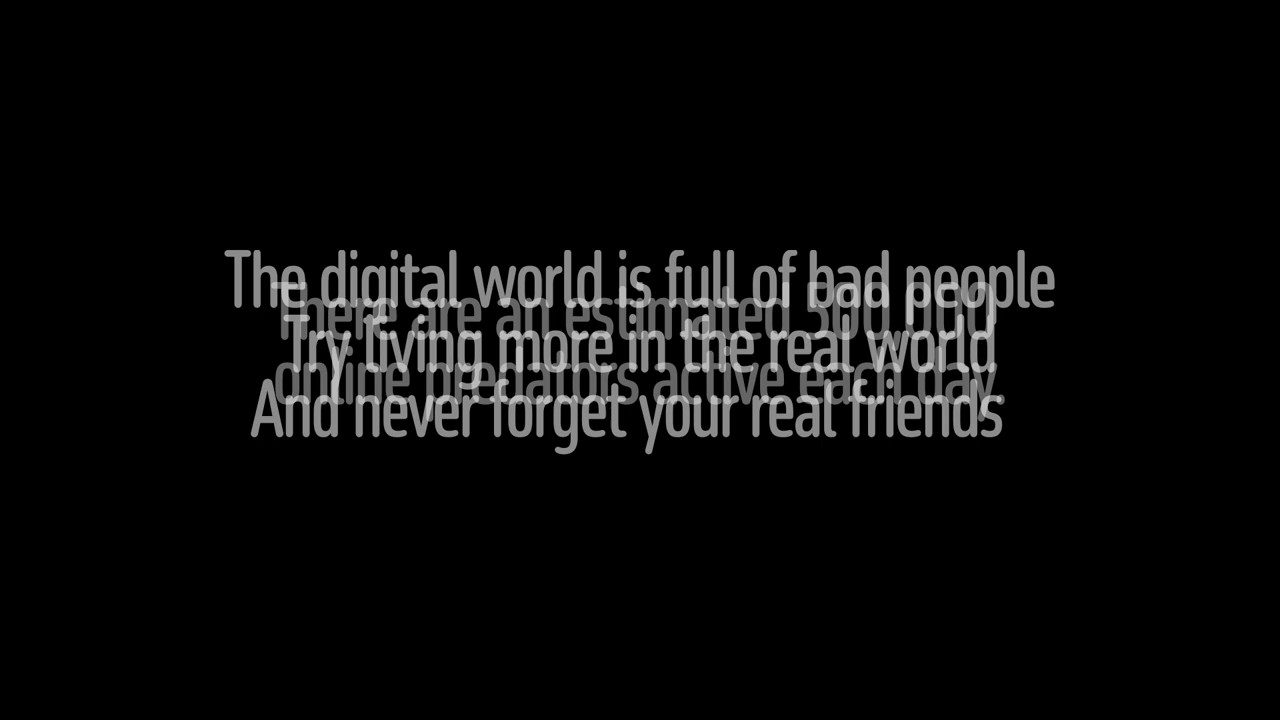 The digital world is full of bad people
Try living more in the real world
And never forget your real friends
There are an estimated 500 000
online predators active each day.